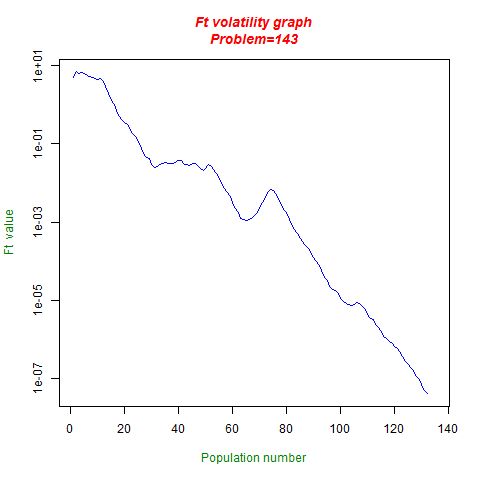 Ft volatility graph
Problem=143
1e+01
1e-01
1e-03
1e-05
1e-07
Ft value
0 20 40 60 80 100 120 140
Population number